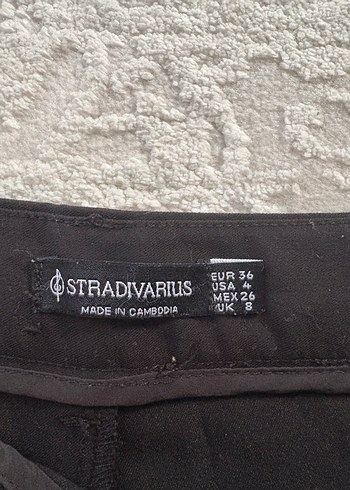 STRADIVARIUS
MADE IN CAMBODIA
EUR 36
USA 4
MEX 26
UK 8